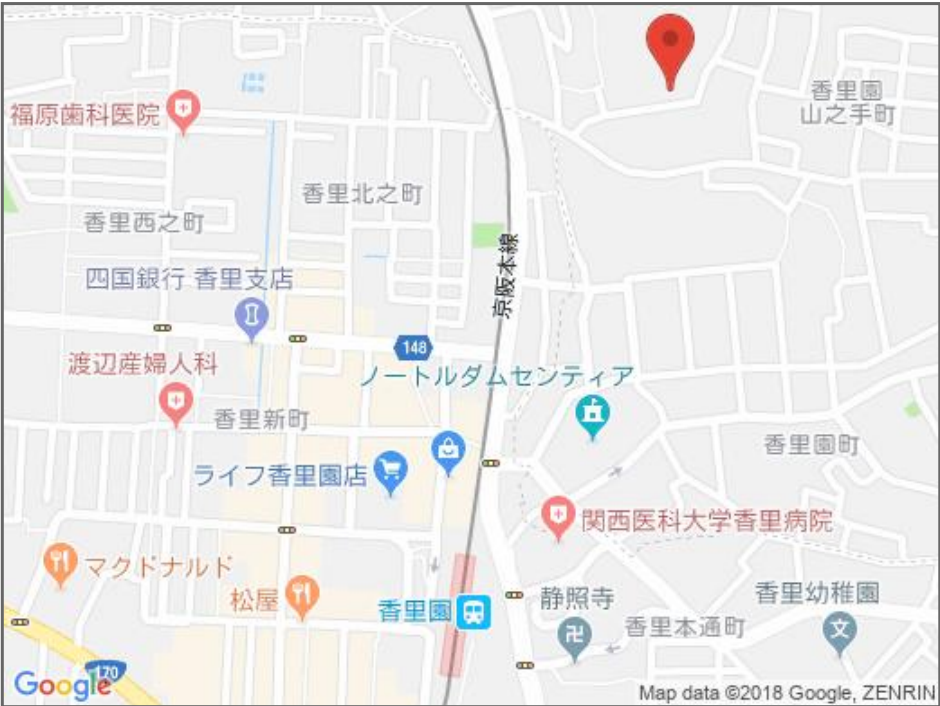 福原歯科医院
香里園
山之手町
香里北之町
香里西之町
京阪本線
四国銀行 香里支店
148
渡辺産婦人科
ノートルダムセンティア
香里新町
香里園町
ライフ香里園店
関西医科大学香里病院
マクドナルド
松屋
香里園
静照寺
香里幼稚園
文
香里本通町
170
Google
Map data ©2018 Google, ZENRIN